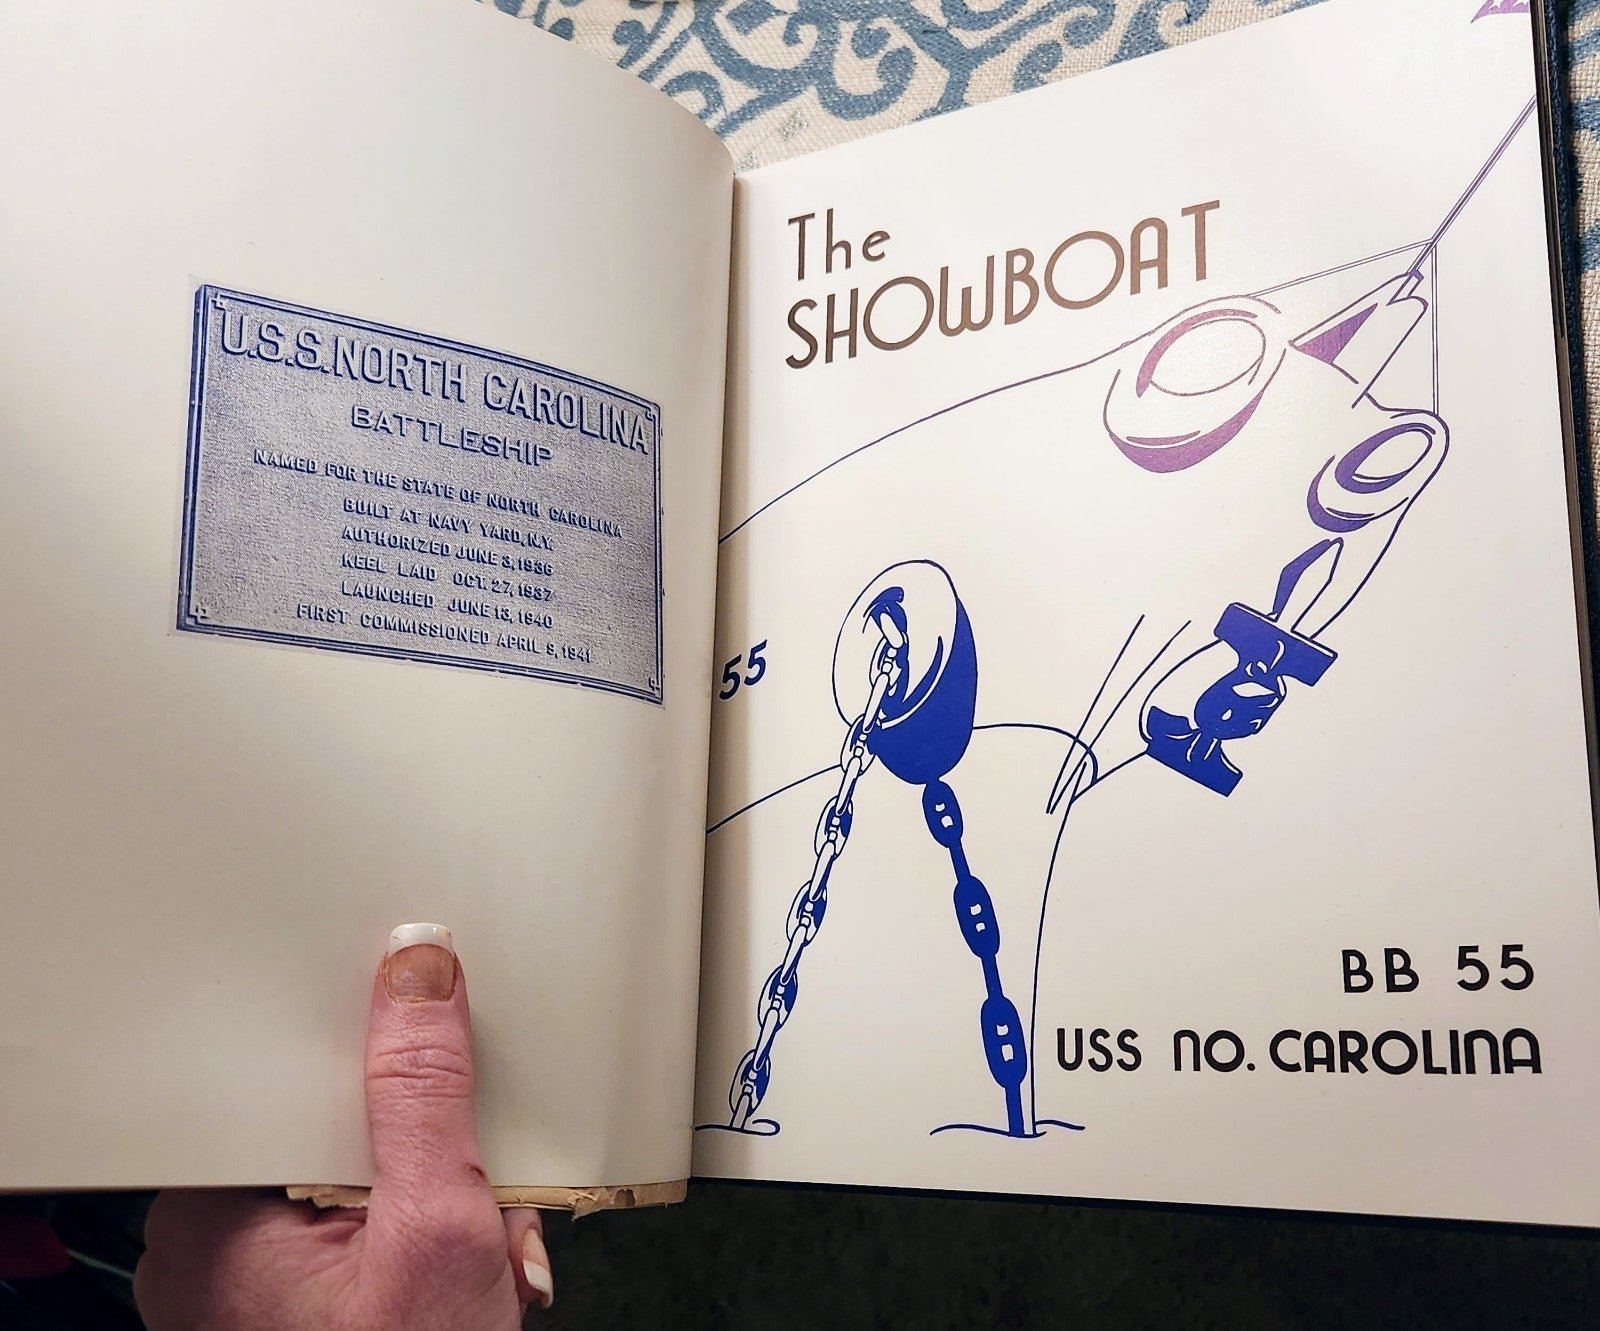 U.S.S. NORTH CAROLINA
BATTLESHIP
NAMED FOR THE STATE OF NORTH CAROLINA
BUILT AT NAVY YARD, N.Y.
AUTHORIZED JUNE 3, 1936
KEEL LAID OCT. 27, 1937
LAUNCHED JUNE 13, 1940
FIRST COMMISSIONED APRIL 9, 1941
The
SHOWBOAT
55
BB 55
USS NO. CAROLINA